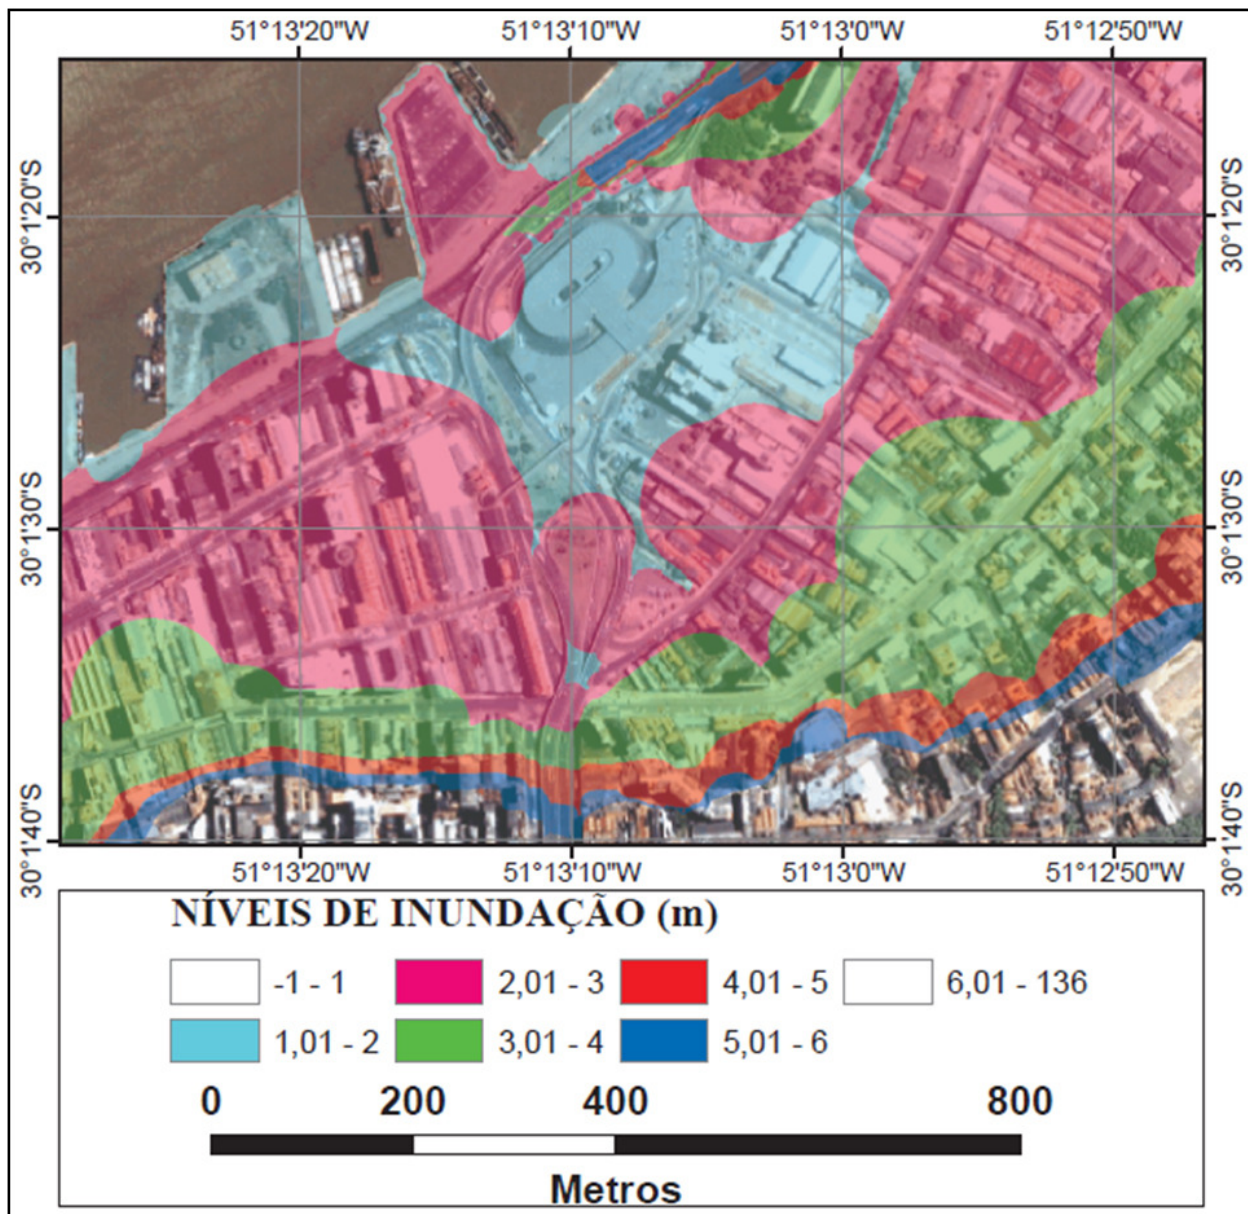 51°13'20"W 51°13'10"W 51°13'0"W 51°12'50"W
30°1'20"S 30°1'20"S
30°1'30"S 30°1'30"S
30°1'40"S 30°1'40"S
51°13'20"W 51°13'10"W 51°13'0"W 51°12'50"W
NÍVEIS DE INUNDAÇÃO (m)
-1 - 1 2,01 - 3 4,01 - 5 6,01 - 136
1,01 - 2 3,01 - 4 5,01 - 6
0 200 400 800
Metros